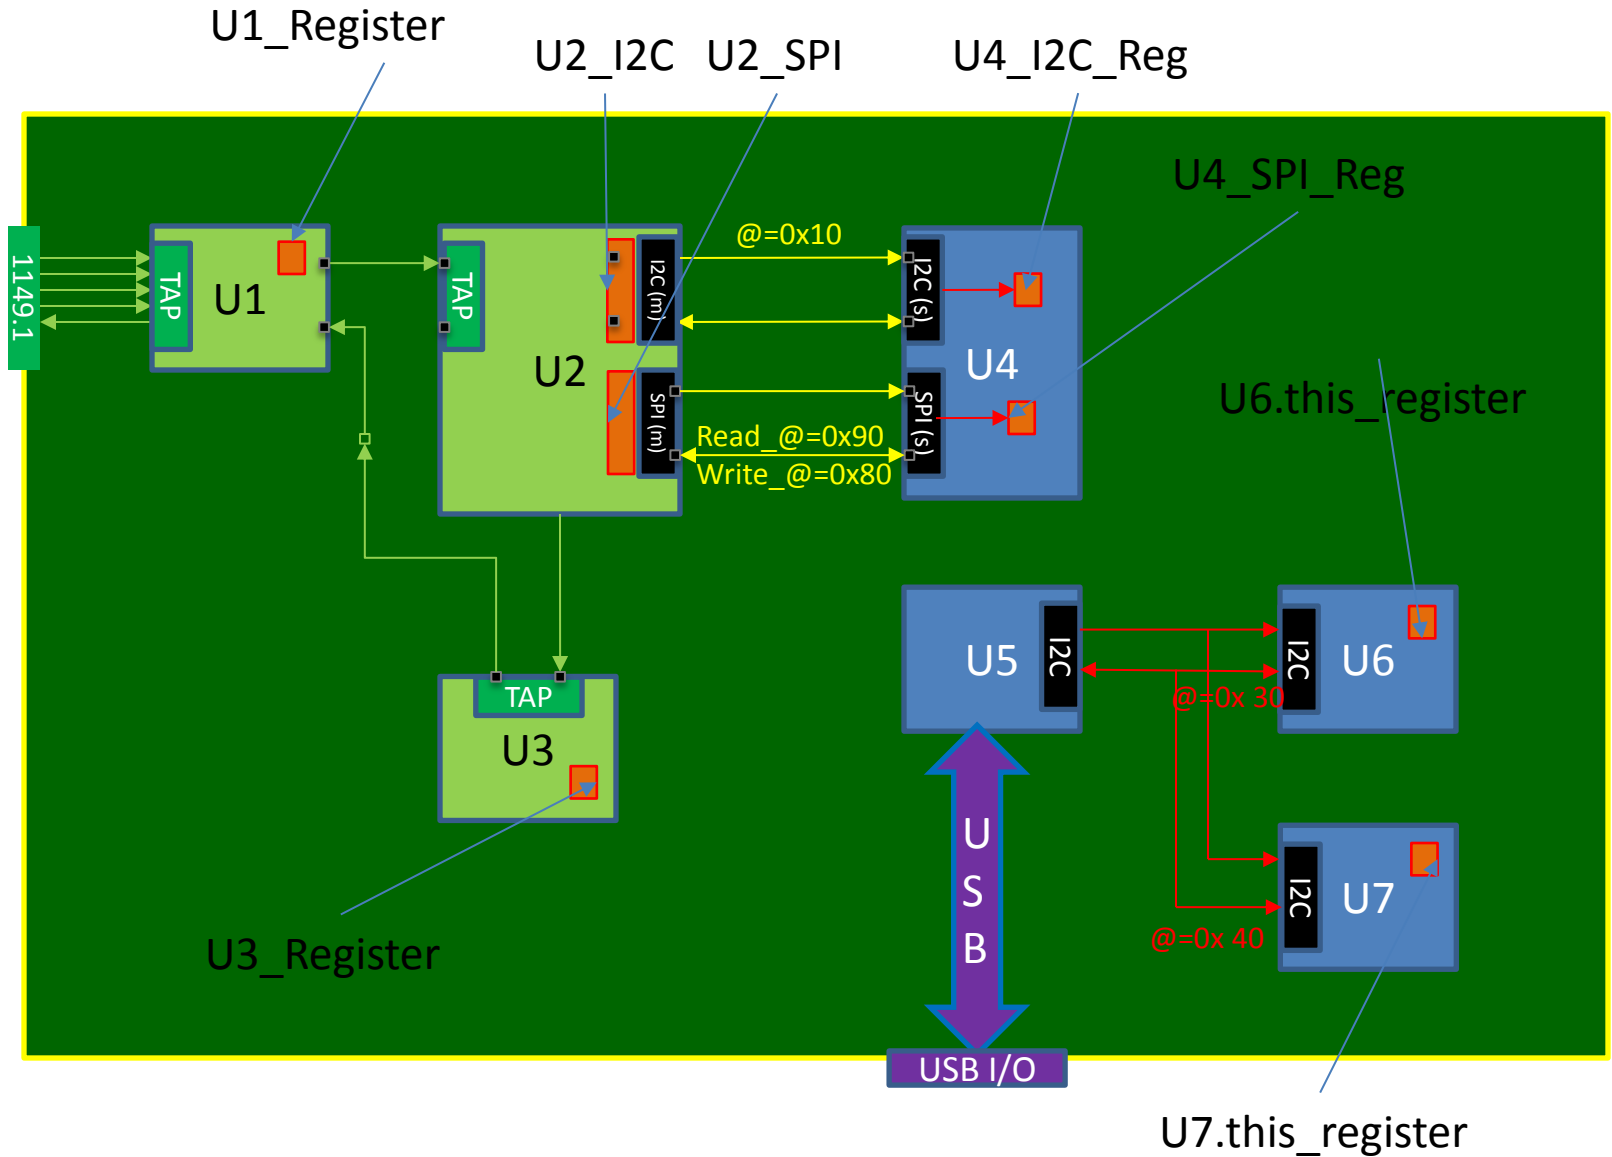 U1_Register
U2_I2C
U2_SPI
U4_I2C_Reg
U4_SPI_Reg
1149.1
TAP
U1
TAP
U2
I2C (m)
SPI (m)
@=0x10
Read_@=0x90
Write_@=0x80
I2C (s)
SPI (s)
U4
U6.this_register
TAP
U3
U3_Register
U5
I2C
I2C
U6
@=0x 30
I2C
U7
@=0x 40
U
S
B
USB I/O
U7.this_register